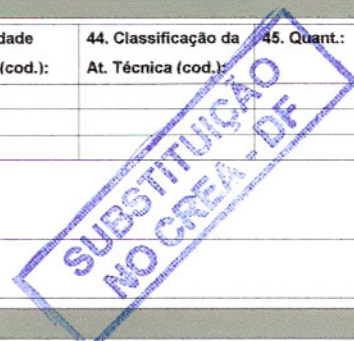 dade
(cod.):
44. Classificação da
At. Técnica (cod.):
45. Quant.:
SUBSTITUIÇÃO
NO CREA - DF